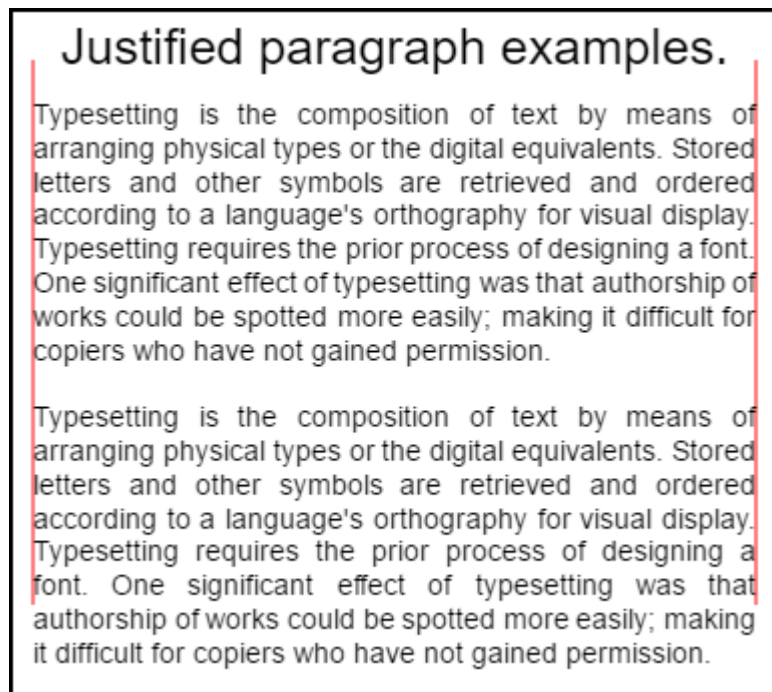 Justified paragraph examples.
Typesetting is the composition of text by means of
arranging physical types or the digital equivalents. Stored
letters and other symbols are retrieved and ordered
according to a language's orthography for visual display.
Typesetting requires the prior process of designing a font.
One significant effect of typesetting was that authorship of
works could be spotted more easily; making it difficult for
copiers who have not gained permission.
Typesetting is the composition of text by means of
arranging physical types or the digital equivalents. Stored
letters and other symbols are retrieved and ordered
according to a language's orthography for visual display.
Typesetting requires the prior process of designing a
font. One significant effect of typesetting was that
authorship of works could be spotted more easily; making
it difficult for copiers who have not gained permission.